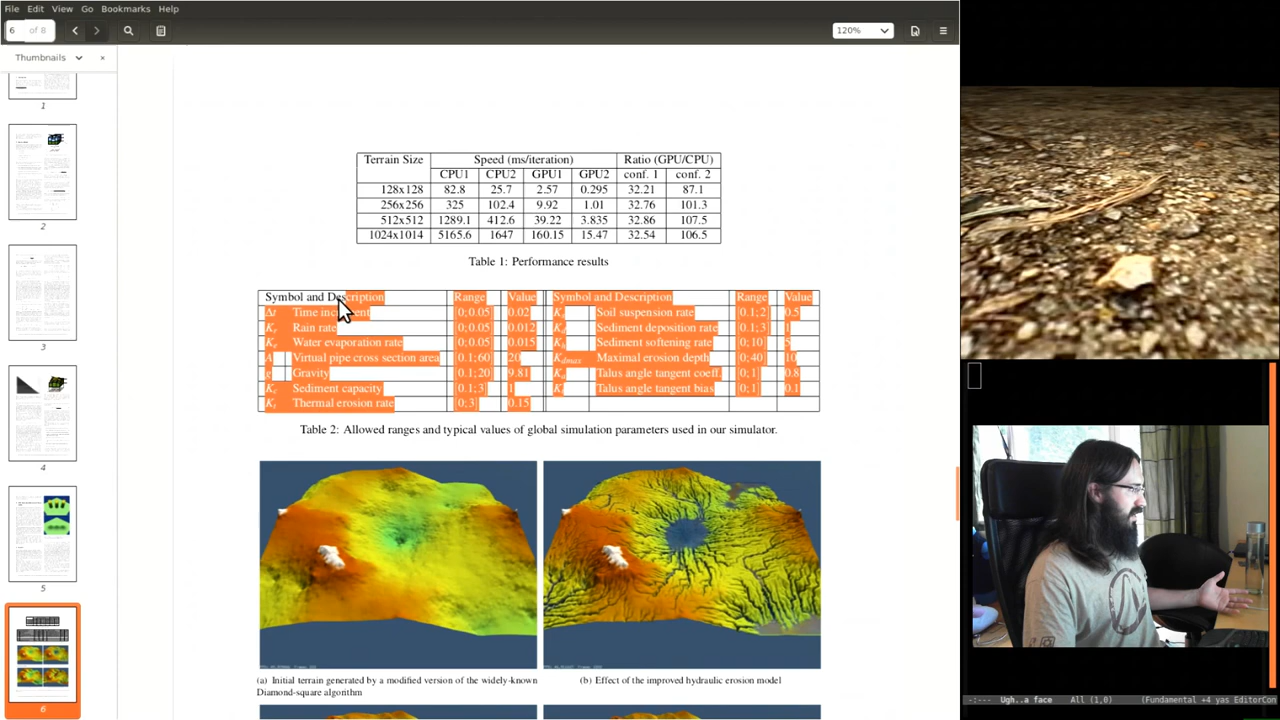 File Edit View Go Bookmarks Help
6 of 8
120%
Thumbnails
1
2
3
4
5
6
Terrain Size Speed (ms/iteration) Ratio (GPU/CPU)
CPU1 CPU2 GPU1 GPU2 conf. 1 conf. 2
128x128 82.8 25.7 2.57 0.295 32.21 87.1
256x256 325 102.4 9.92 1.01 32.76 101.3
512x512 1289.1 412.6 39.22 3.835 32.86 107.5
1024x1014 5165.6 1647 160.15 15.47 32.54 106.5
Table 1: Performance results
Symbol and Description Range Value Symbol and Description Range Value
Δt 0;0.05 0.02 Soil suspension rate 0.1;2 0.5
Rain rate 0;0.05 0.012 Sediment deposition rate 0.1;3 1
Water evaporation rate 0;0.05 0.015 Sediment softening rate 0;10 5
A Virtual pipe cross section area 0.1;60 20 Kdmax Maximal erosion depth 0;40 10
g Gravity 0.1;20 9.81 Talus angle tangent coeff. 0;1 0.8
Kc Sediment capacity 0.1;3 1 Talus angle tangent bias 0;1 0.1
Kt Thermal erosion rate 0;3 0.15
Table 2: Allowed ranges and typical values of global simulation parameters used in our simulator.
(a) Initial terrain generated by a modified version of the widely-known
Diamond-square algorithm
(b) Effect of the improved hydraulic erosion model
-:--- Ugh..a face All (1,0) (Fundamental +4 yas EditorCon